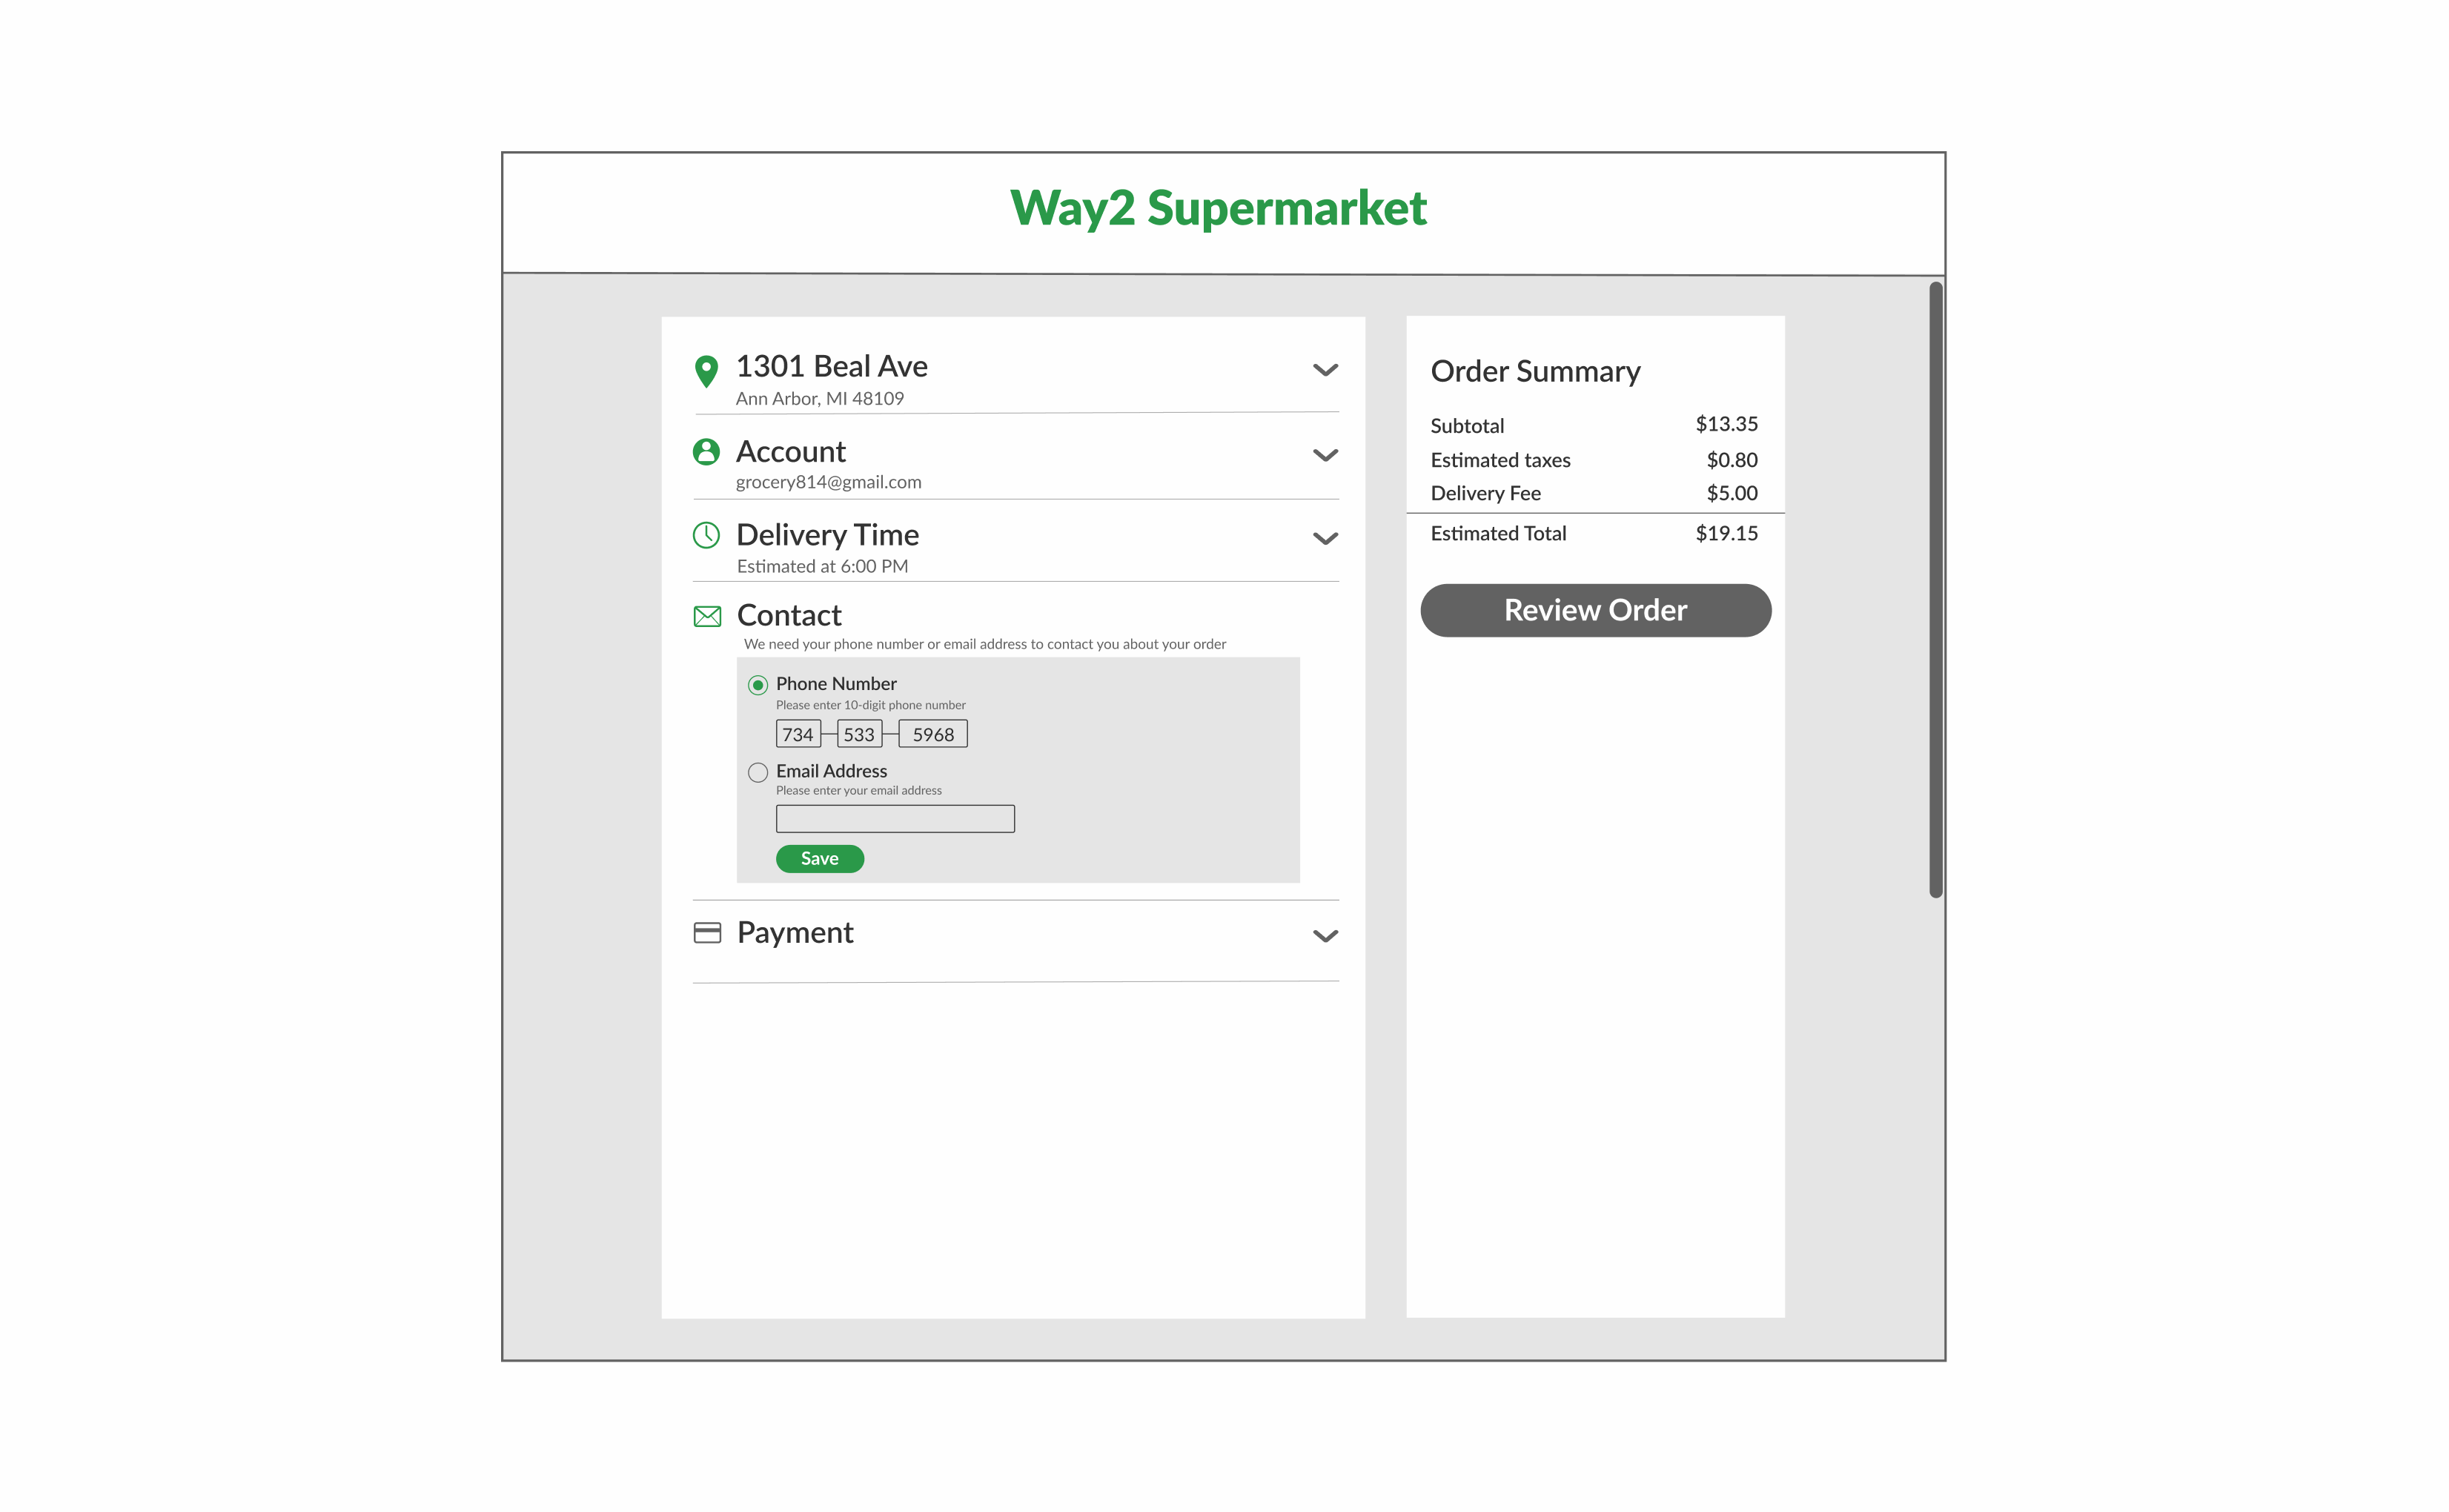 Way2 Supermarket
1301 Beal Ave
Ann Arbor, MI 48109
Account
grocery814@gmail.com
Delivery Time
Estimated at 6:00 PM
Contact
We need your phone number or email address to contact you about your order
Phone Number
Please enter 10-digit phone number
734 533 5968
Email Address
Please enter your email address
Save
Payment
Order Summary
Subtotal $13.35
Estimated taxes $0.80
Delivery Fee $5.00
Estimated Total $19.15
Review Order